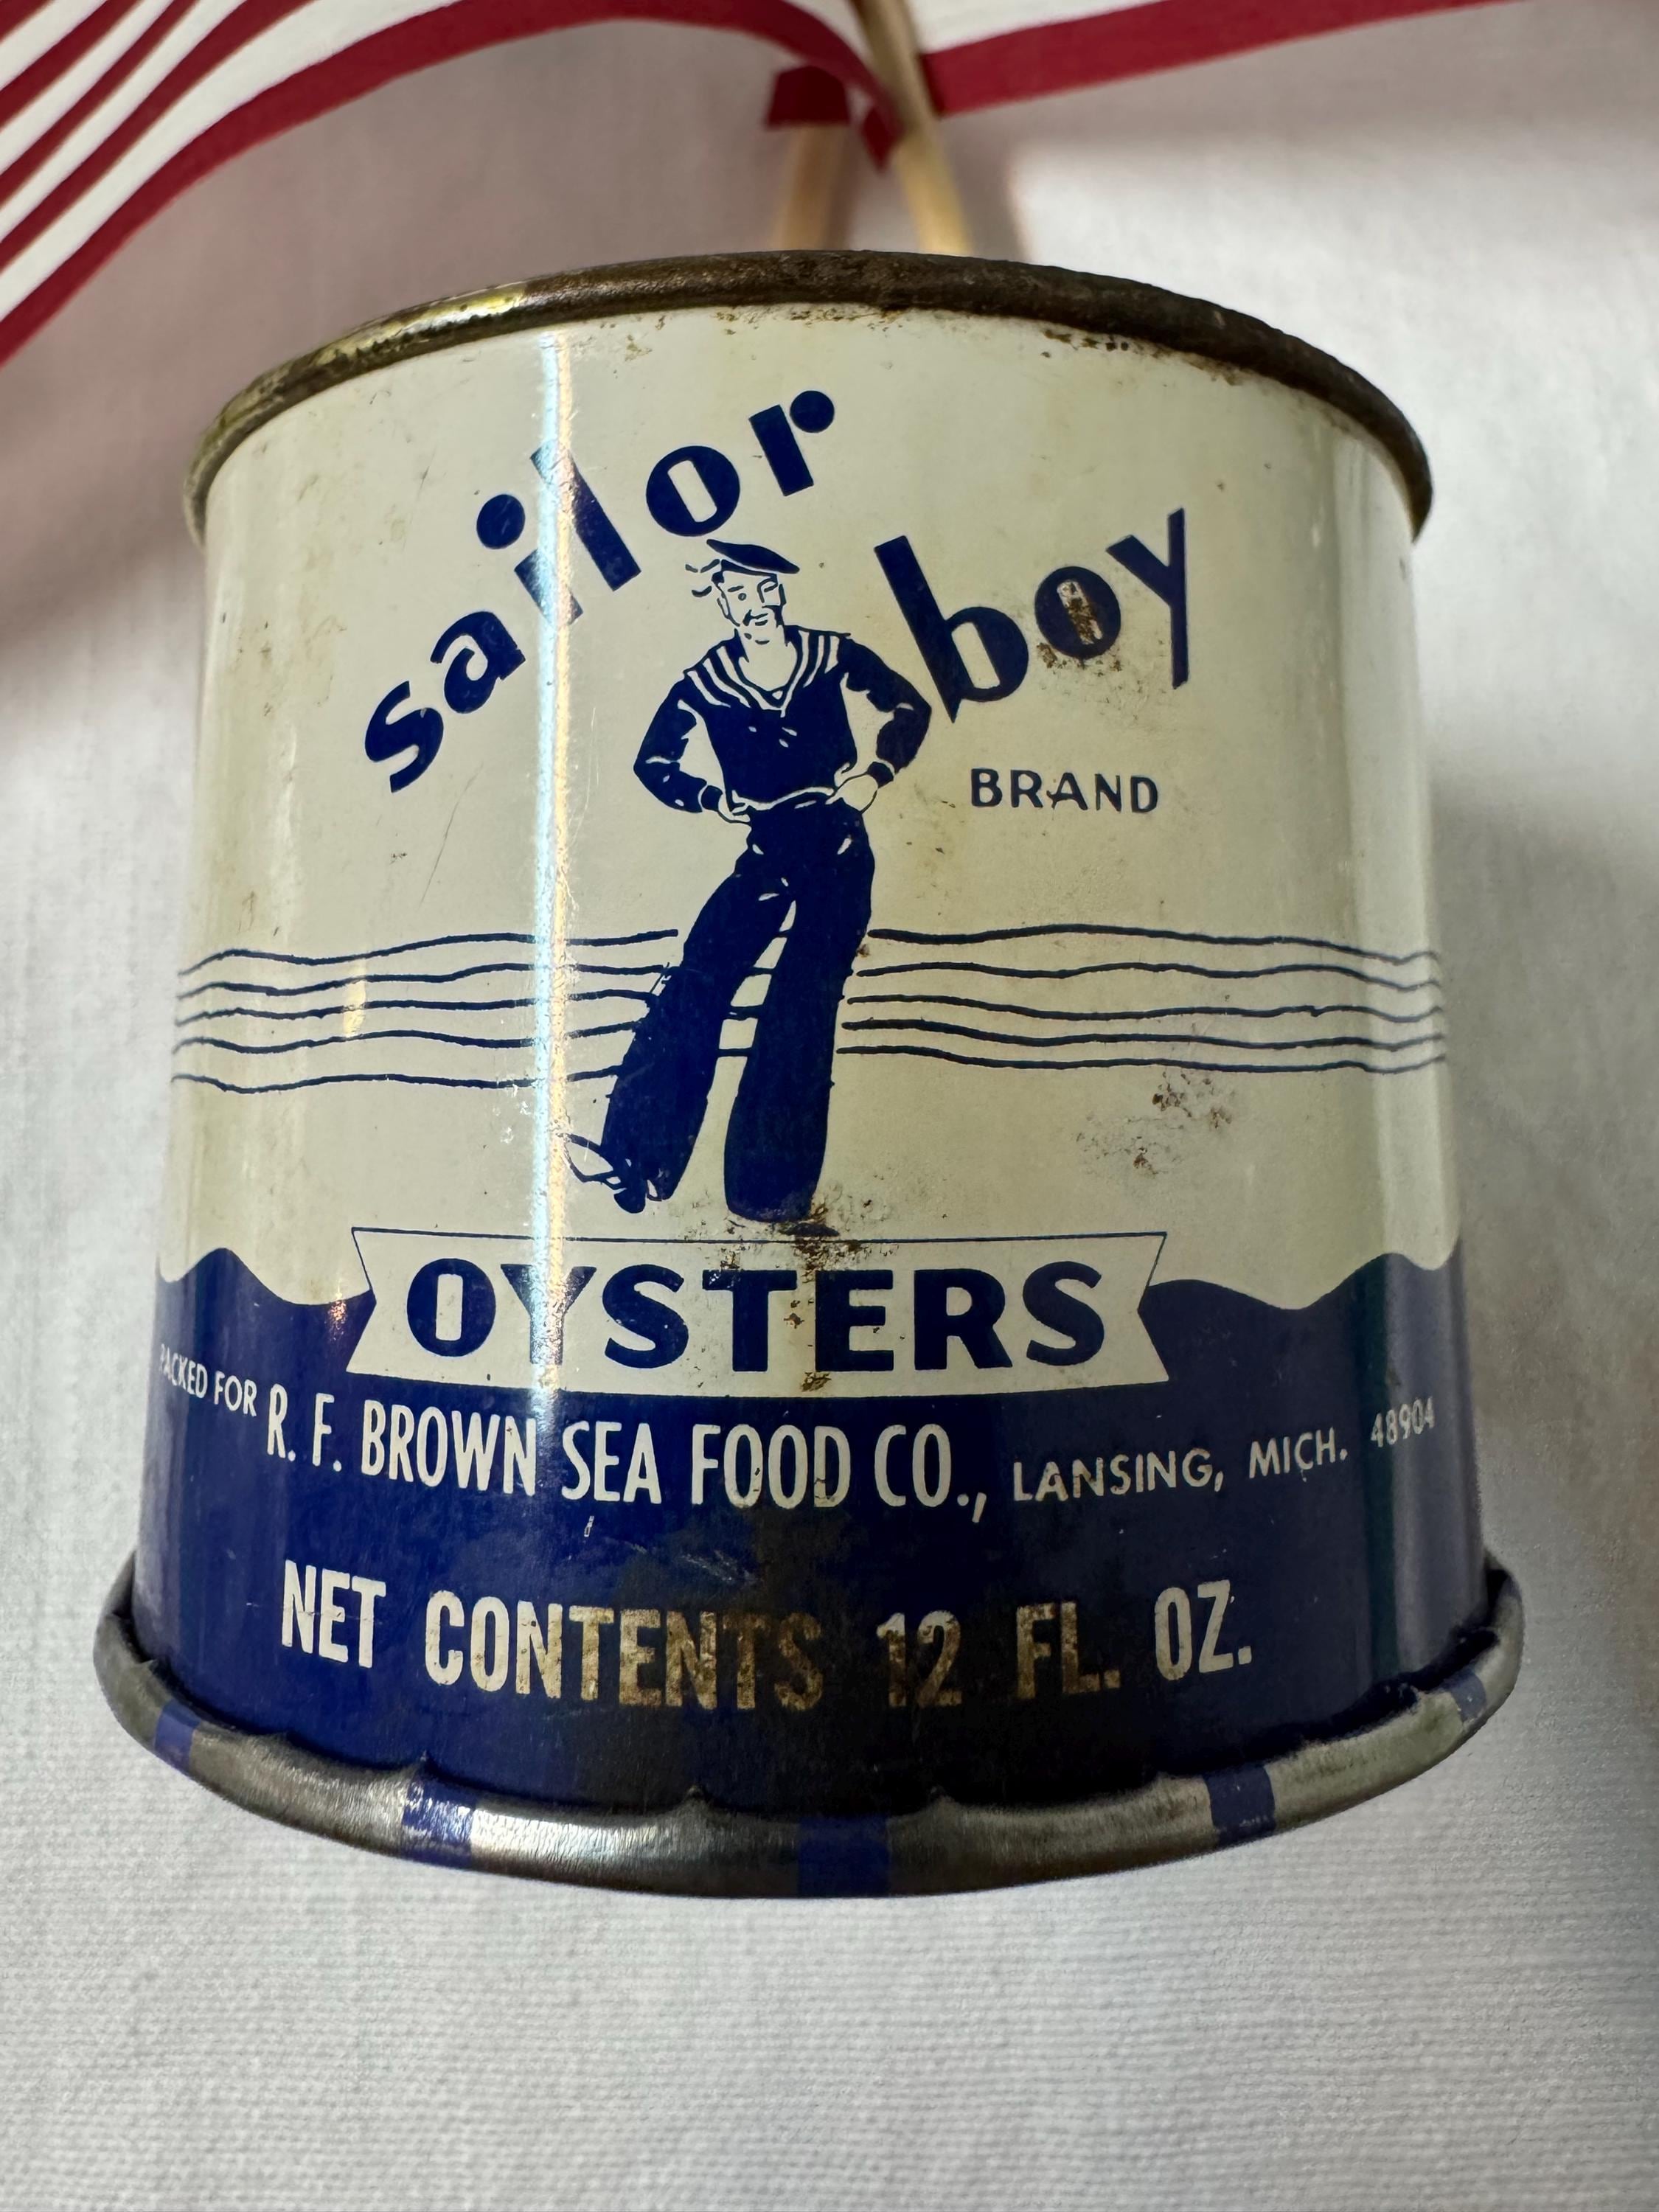 sailor
boy
BRAND
OYSTERS
PACKED FOR R. F. BROWN SEA FOOD CO., LANSING, MICH. 48904
NET CONTENTS 12 FL. OZ.